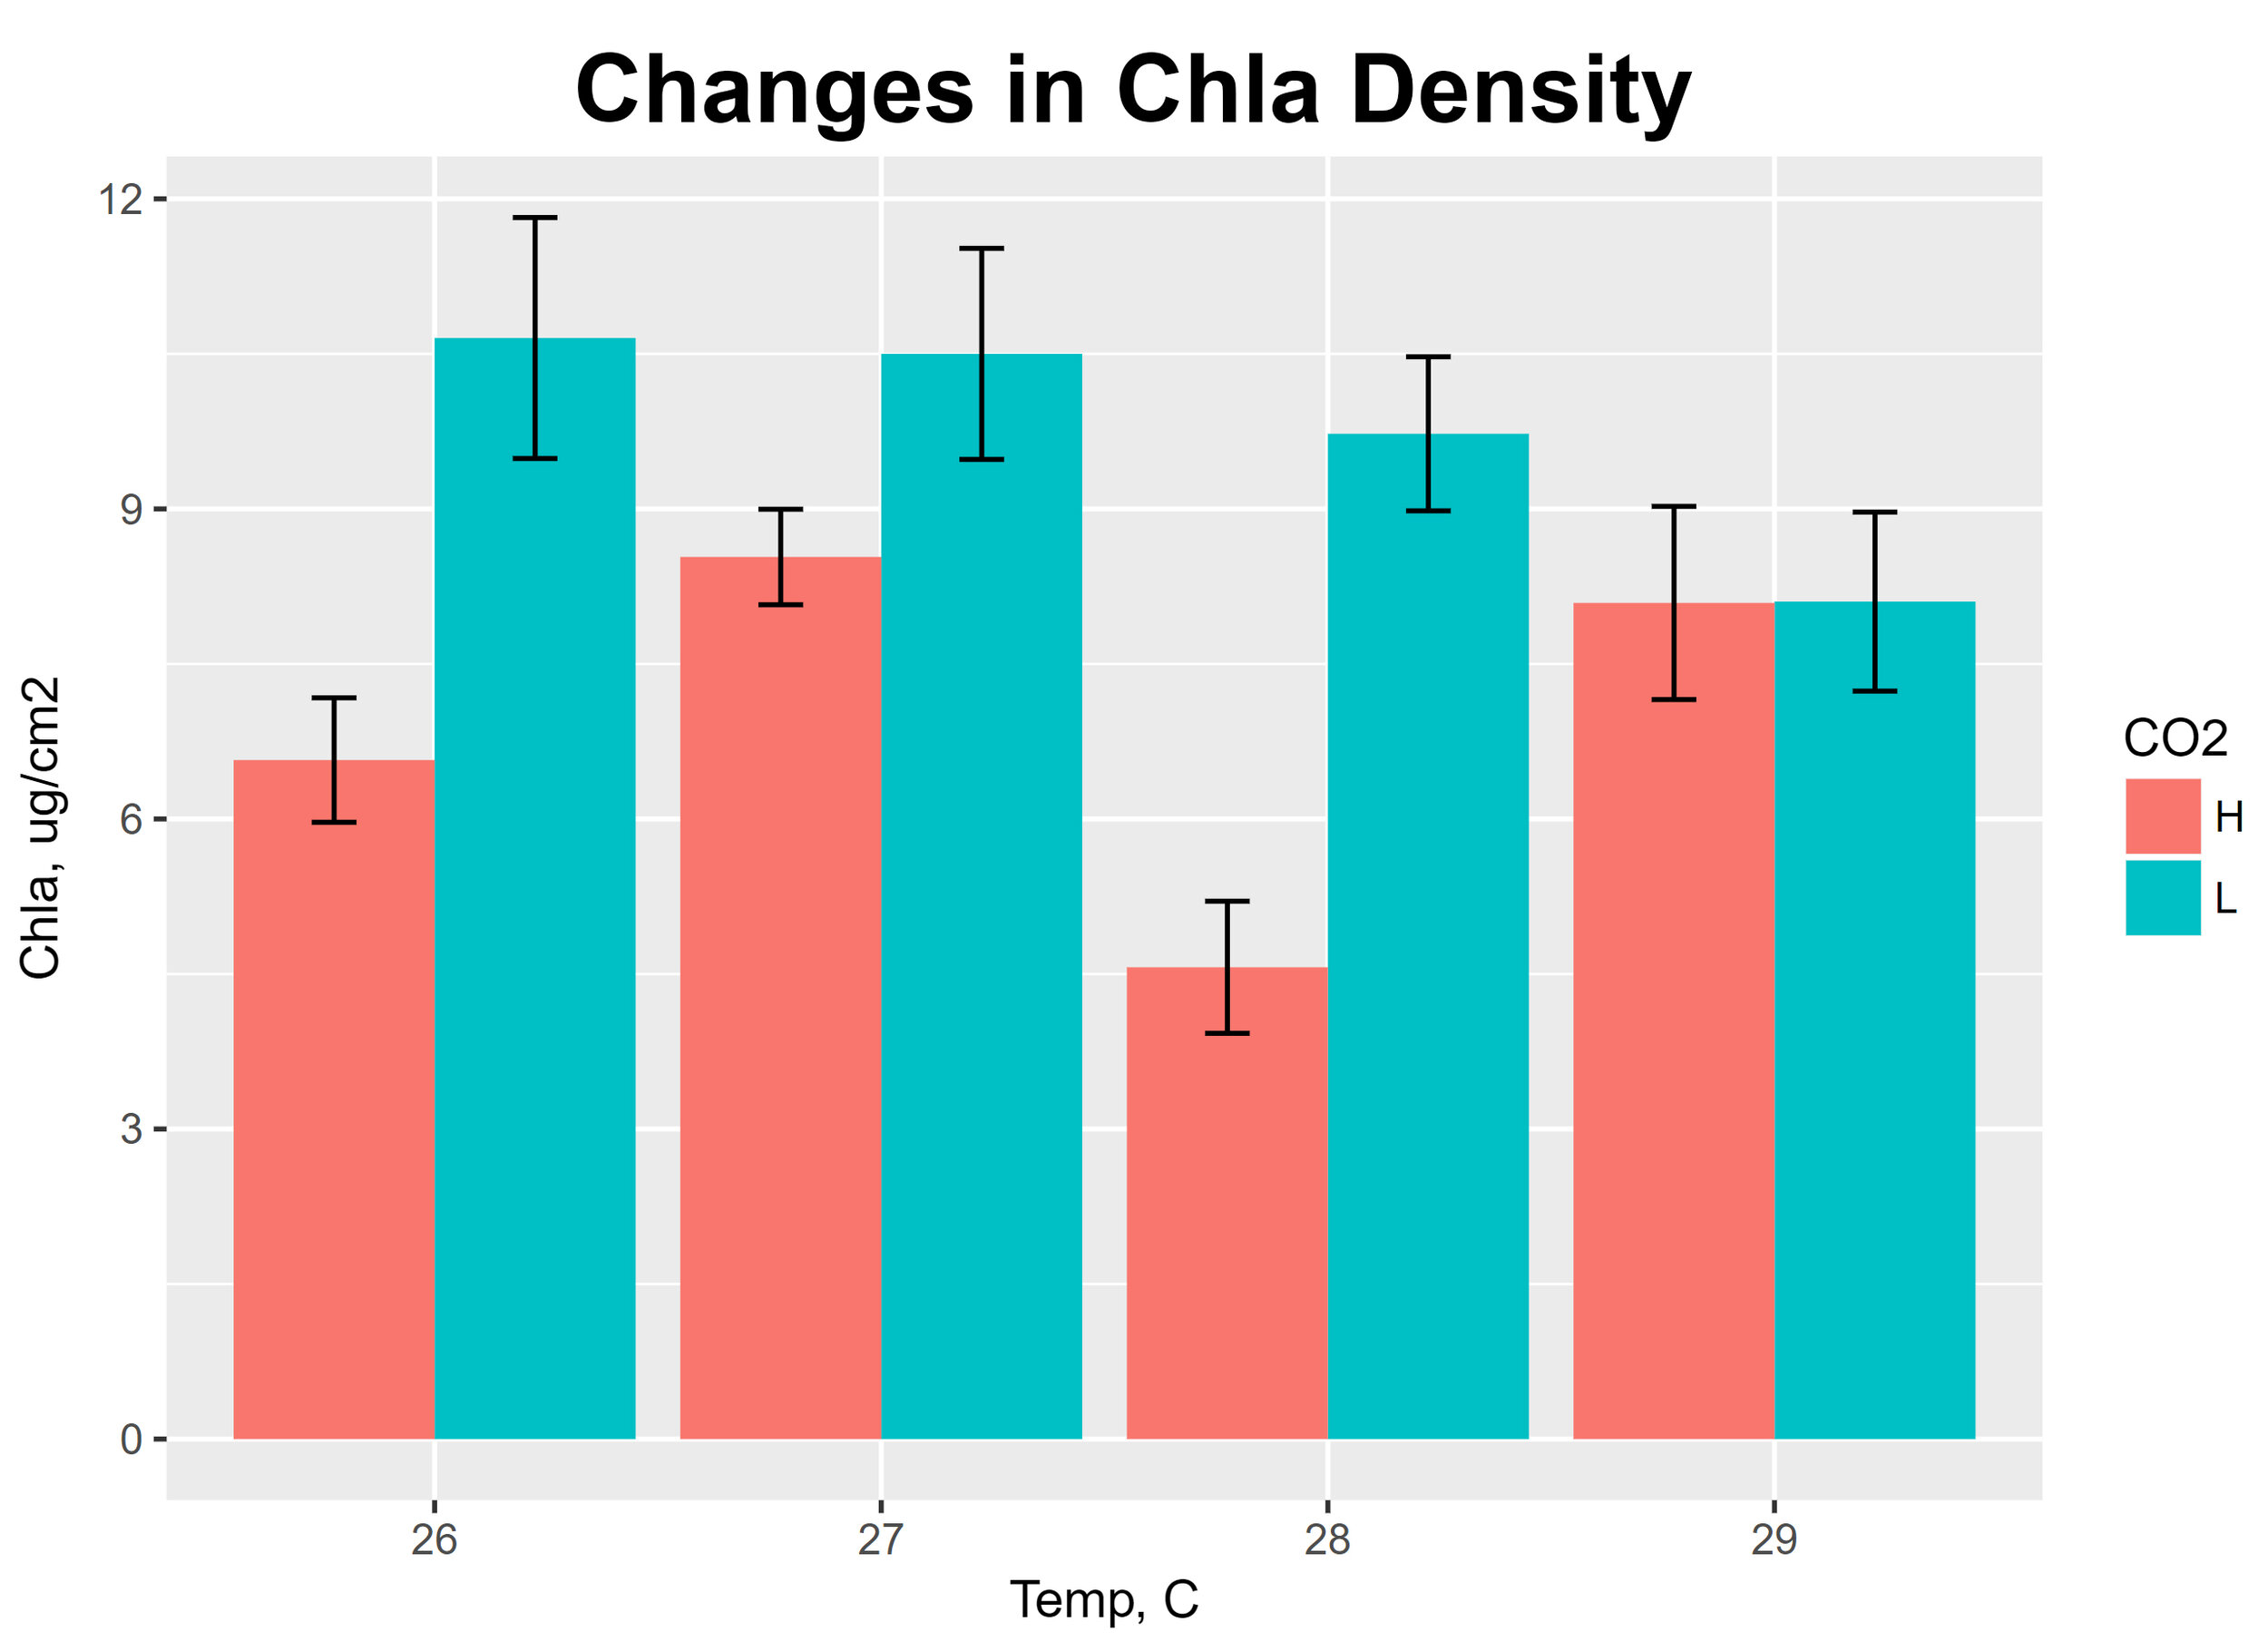 Changes in Chla Density
12
9
6
3
0
Chla, ug/cm2
26 27 28 29
Temp, C
CO2
H
L